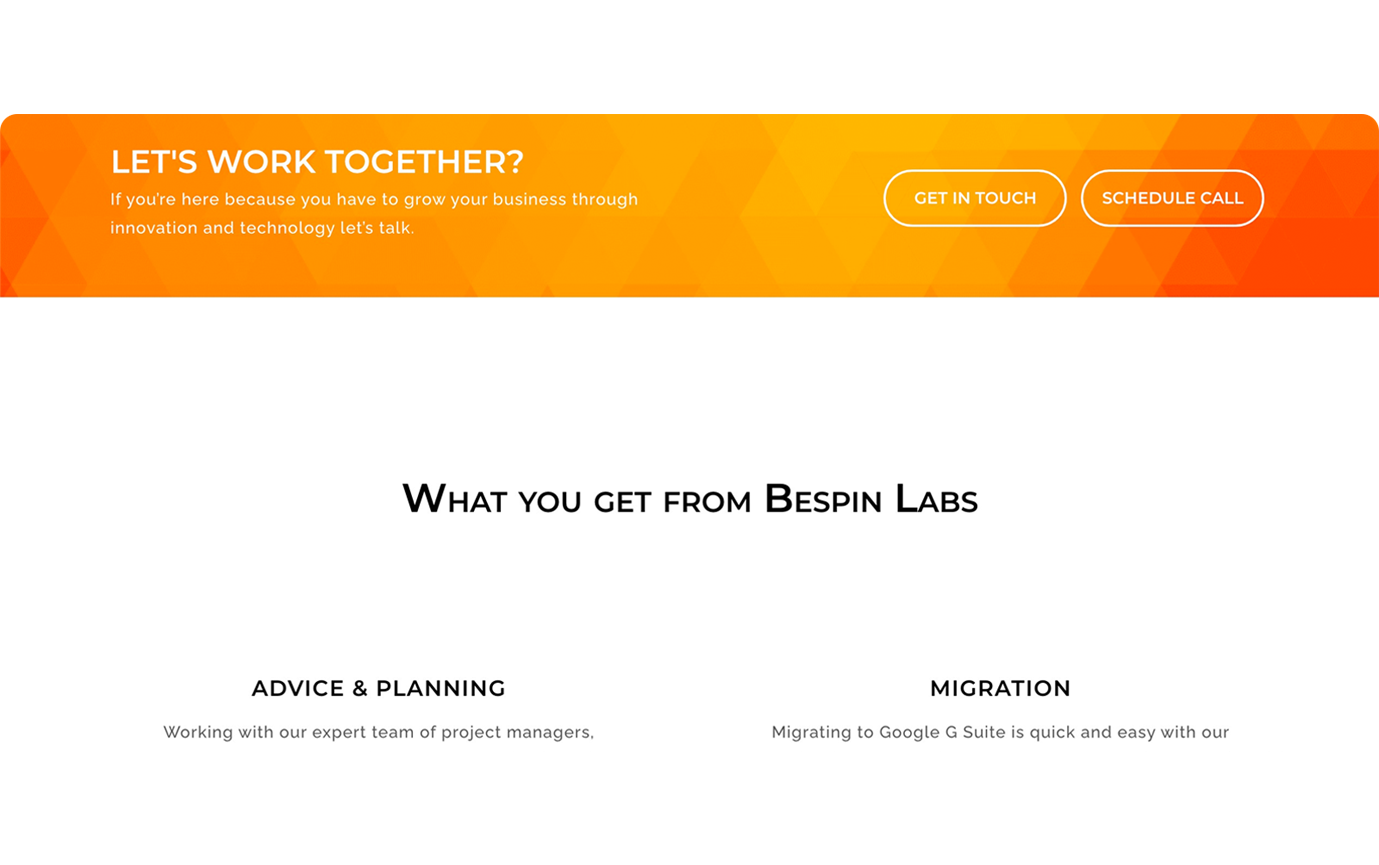 LET'S WORK TOGETHER?
If you’re here because you have to grow your business through
innovation and technology let’s talk.
GET IN TOUCH
SCHEDULE CALL
What you get from Bespin Labs
ADVICE & PLANNING
Working with our expert team of project managers,
MIGRATION
Migrating to Google G Suite is quick and easy with our